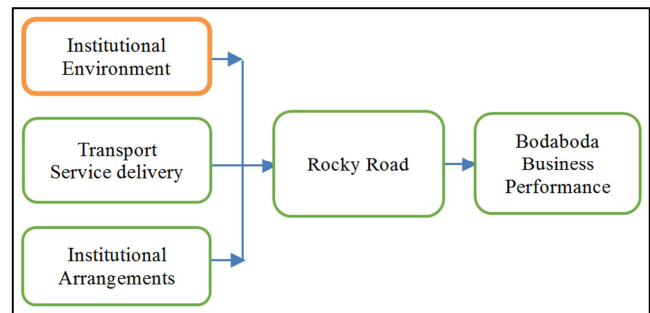 Institutional
Environment
Transport
Service delivery
Institutional
Arrangements
Rocky Road
Bodaboda
Business
Performance